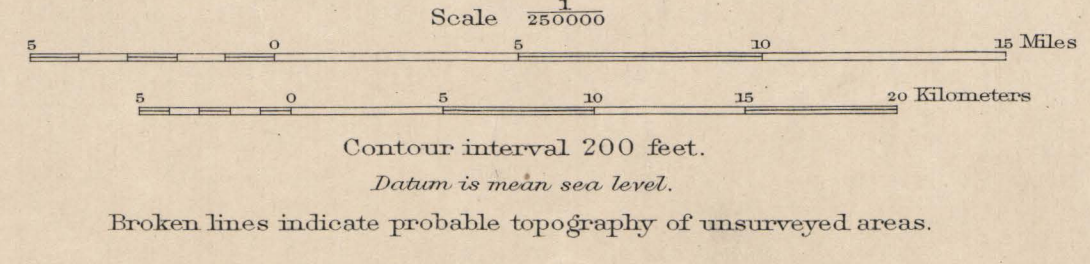 Scale 1/250000
5 0 5 10 15 Miles
5 0 5 10 15 20 Kilometers
Contour interval 200 feet.
Datum is mean sea level.
Broken lines indicate probable topography of unsurveyed areas.